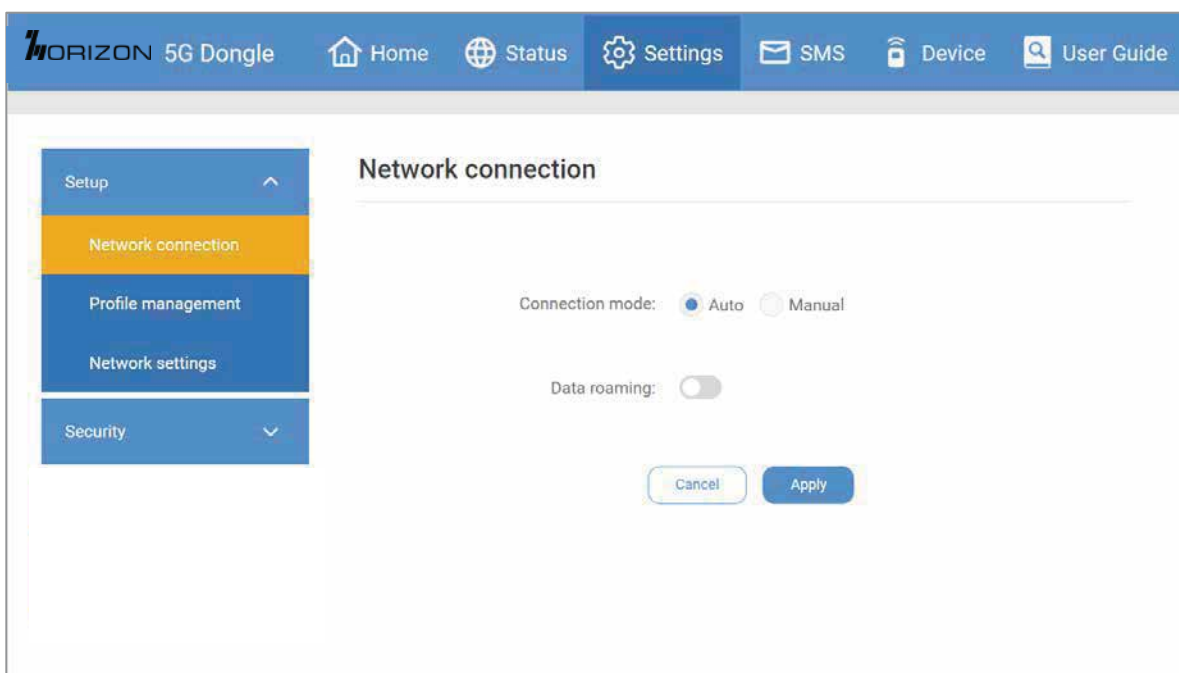 HORIZON 5G Dongle Home Status Settings SMS Device User Guide
Setup
Network connection
Profile management
Network settings
Security
Network connection
Connection mode: Auto Manual
Data roaming:
Cancel Apply